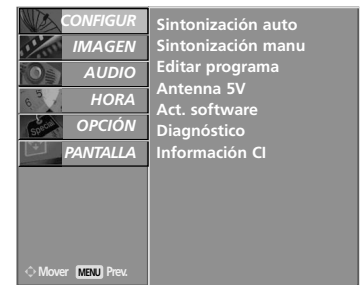 CONFIGUR
IMAGEN
AUDIO
HORA
OPCIÓN
PANTALLA
Sintonización auto
Sintonización manu
Editar programa
Antenna 5V
Act. software
Diagnóstico
Información CI
Mover MENU Prev.